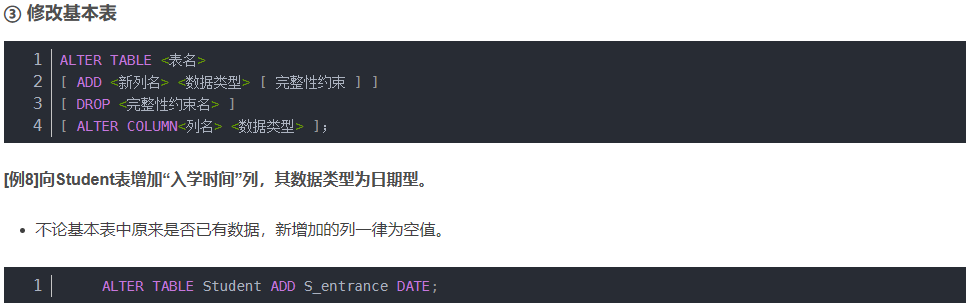 ③ 修改基本表
1 ALTER TABLE <表名>
2 [ ADD <新列名> <数据类型> [ 完整性约束 ] ]
3 [ DROP <完整性约束名> ]
4 [ ALTER COLUMN<列名> <数据类型> ];
[例8]向Student表增加“入学时间”列，其数据类型为日期型。
• 不论基本表中原来是否已有数据，新增加的列一律为空值。
1 ALTER TABLE Student ADD S_entrance DATE;